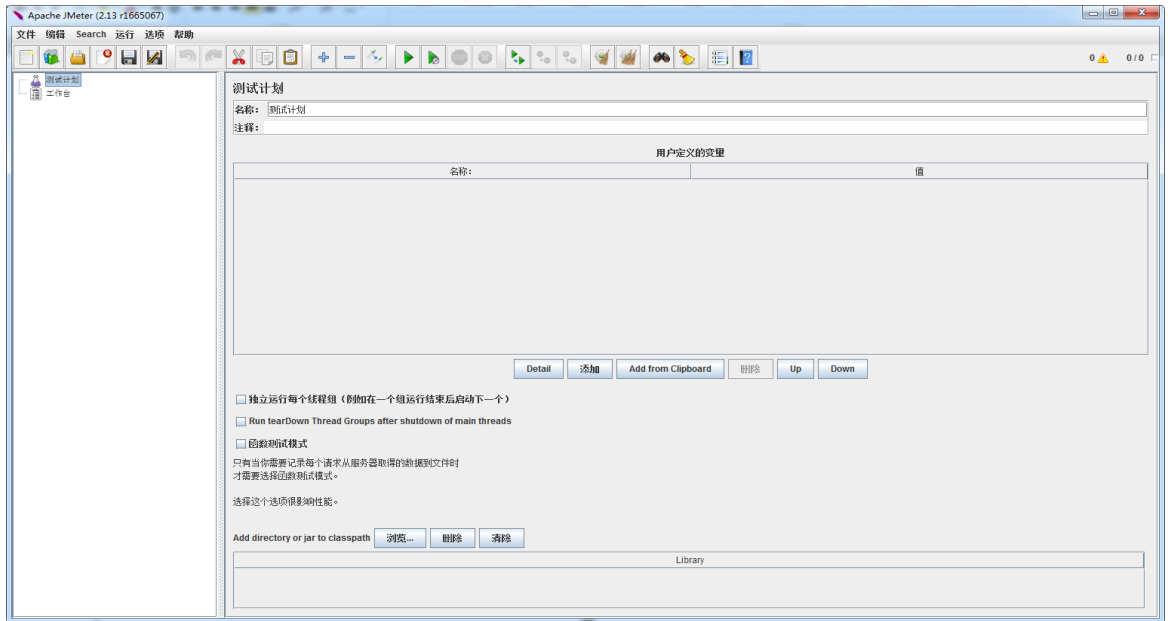 Apache JMeter (2.13 r1665067)
文件 编辑 Search 运行 选项 帮助
0 0 / 0
测试计划
工作台
测试计划
名称： 测试计划
注释：
用户定义的变量
名称: 值
Detail 添加 Add from Clipboard 删除 Up Down
独立运行每个线程组（例如在一个组运行结束后启动下一个）
Run tearDown Thread Groups after shutdown of main threads
函数测试模式
只有当你需要记录每个请求从服务器取得的数据到文件时
才需要选择函数测试模式。
选择这个选项很影响性能。
Add directory or jar to classpath 浏览... 删除 清除
Library